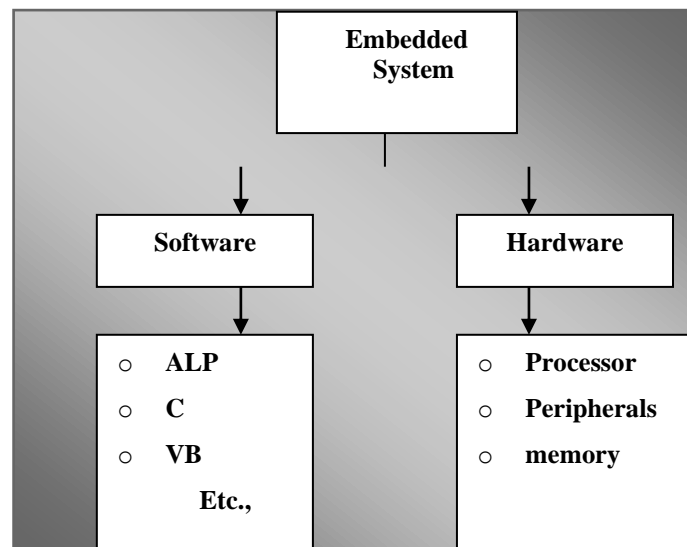 Embedded
System
Software
Hardware
o ALP
o C
o VB
Etc.,
o Processor
o Peripherals
o memory